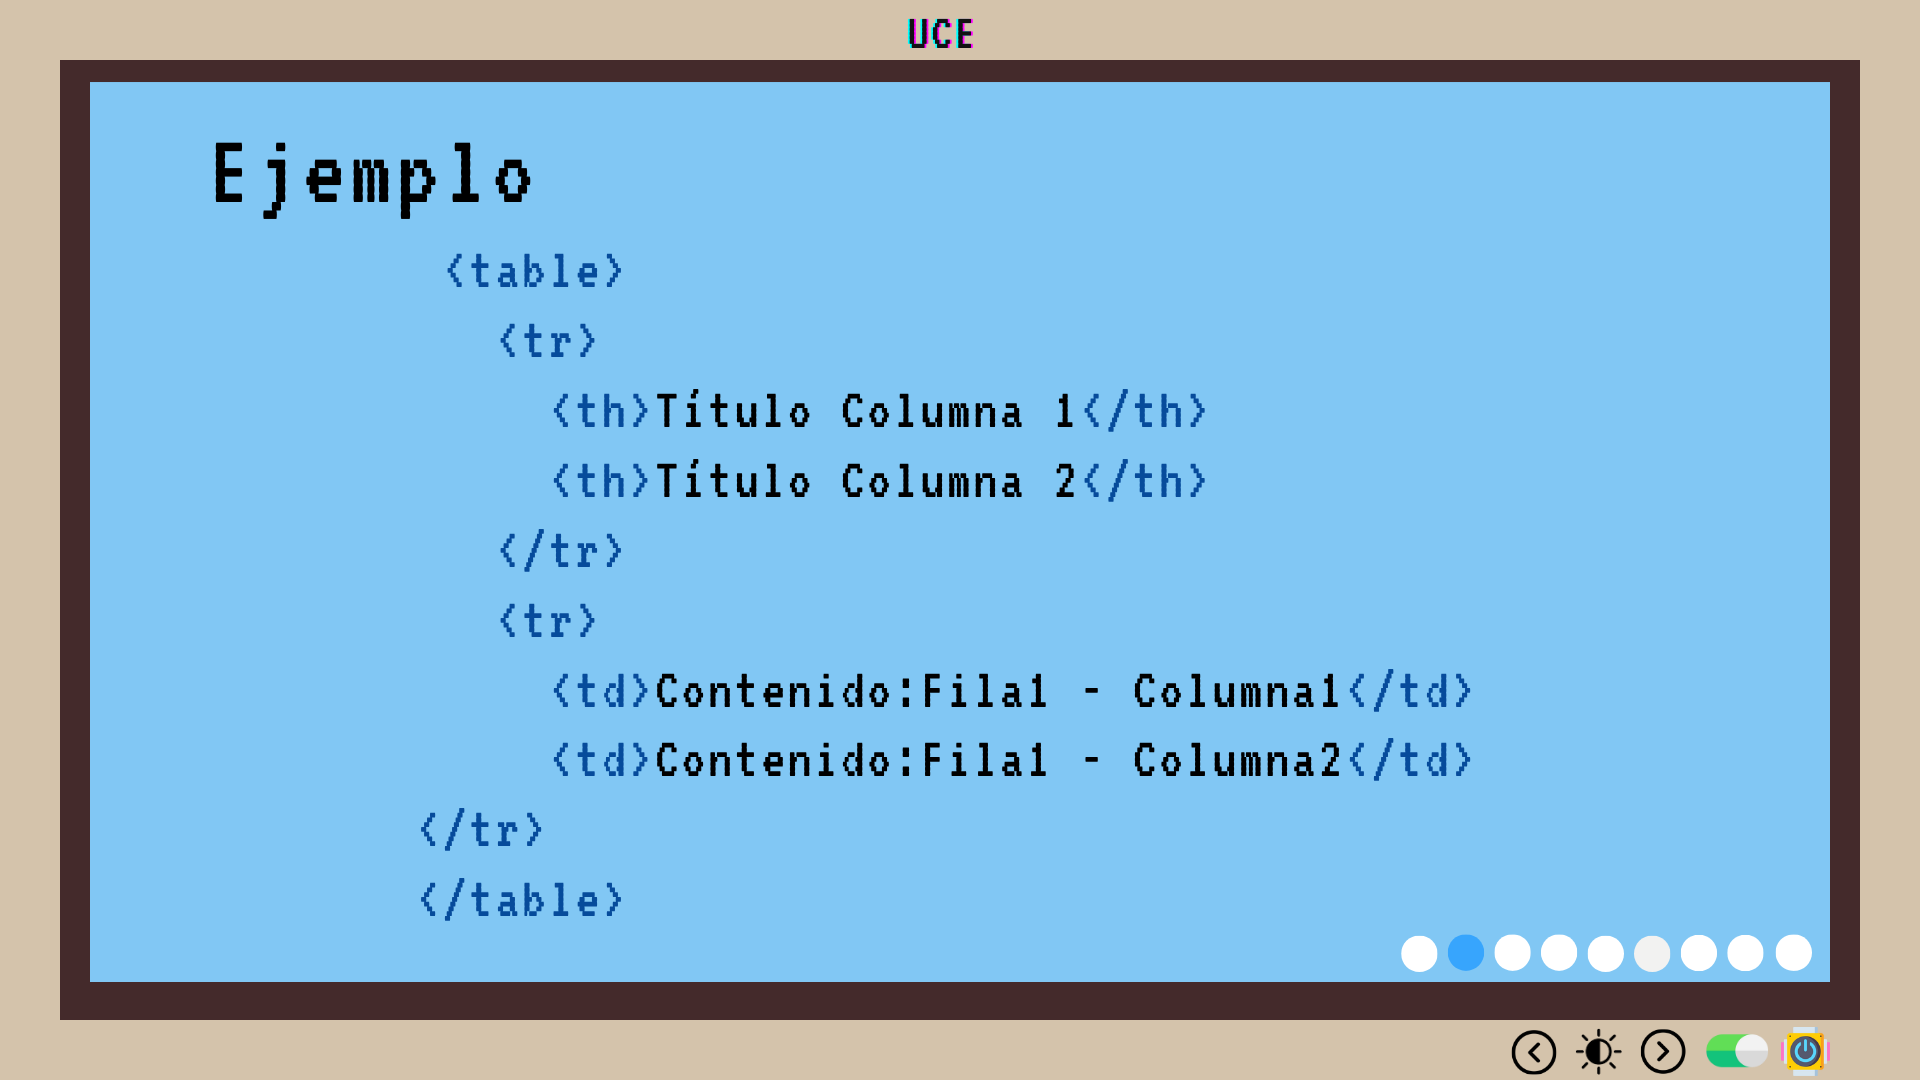 UCE
Ejemplo
<table>
<tr>
<th>Título Columna 1</th>
<th>Título Columna 2</th>
</tr>
<tr>
<td>Contenido:Fila1 - Columna1</td>
<td>Contenido:Fila1 - Columna2</td>
</tr>
</table>